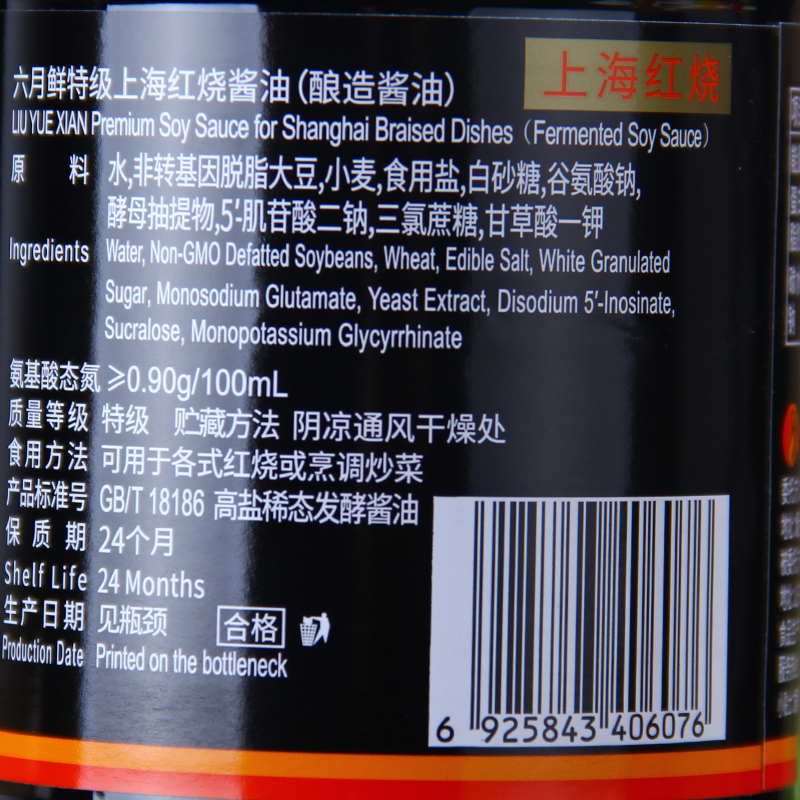 上海红烧
六月鲜特级上海红烧酱油(酿造酱油)
LIU YUE XIAN Premium Soy Sauce for Shanghai Braised Dishes（Fermented Soy Sauce）
原 料 水,非转基因脱脂大豆,小麦,食用盐,白砂糖,谷氨酸钠,
酵母抽提物,5′-肌苷酸二钠,三氯蔗糖,甘草酸一钾
Ingredients Water, Non-GMO Defatted Soybeans, Wheat, Edible Salt, White Granulated
Sugar, Monosodium Glutamate, Yeast Extract, Disodium 5′-Inosinate,
Sucralose, Monopotassium Glycyrrhinate
氨基酸态氮 ≥0.90g/100mL
质量等级 特级 贮藏方法 阴凉通风干燥处
食用方法 可用于各式红烧或烹调炒菜
产品标准号 GB/T 18186 高盐稀态发酵酱油
保 质 期 24个月
Shelf Life 24 Months
生产日期 见瓶颈 合格
Production Date Printed on the bottleneck
6 925843 406076